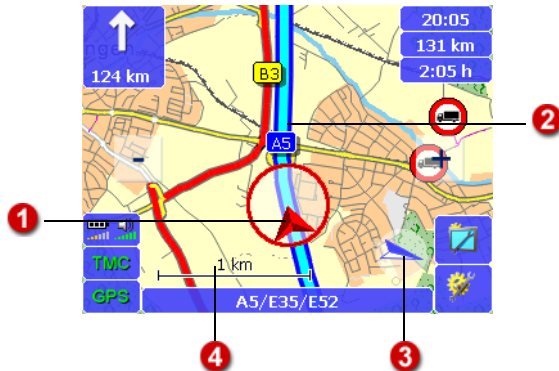 20:05
131 km
2:05 h
124 km
ingen
B3
A5
-
+
1 km
TMC
GPS
A5/E35/E52
1
2
3
4